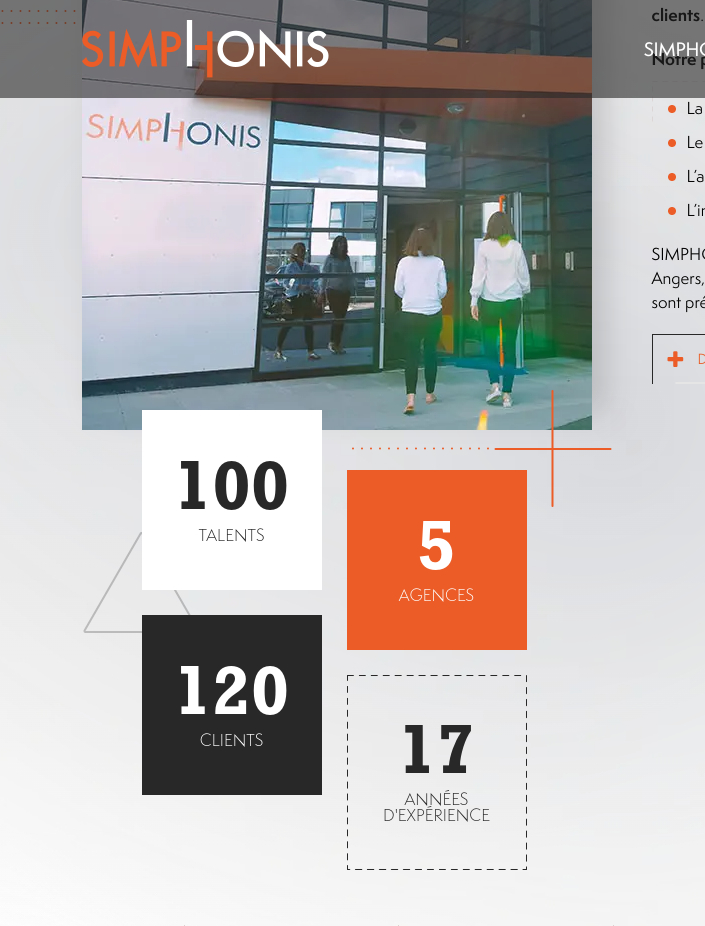 SIMPHONIS
clients.
SIMPHO
Notre p
SIMPHONIS
La
Le
L'a
L'in
SIMPHO
Angers,
sont pré
D
100
TALENTS
5
AGENCES
120
CLIENTS
17
ANNÉES
D'EXPÉRIENCE